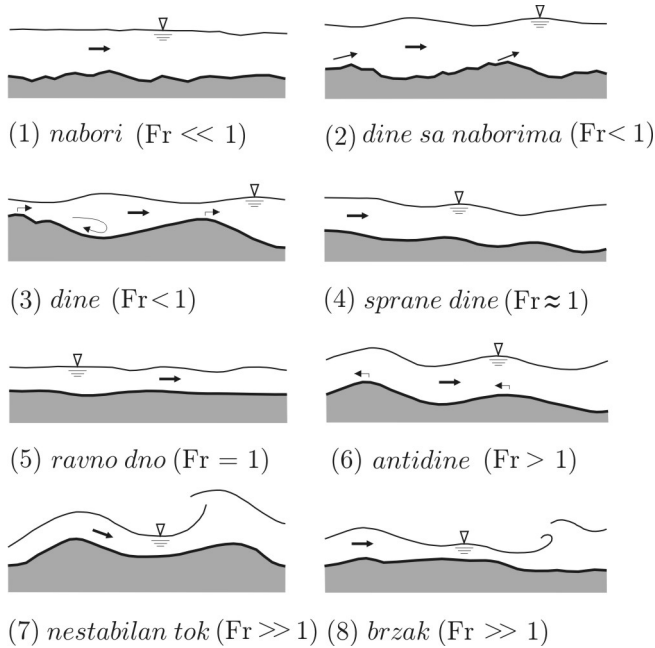 (1) nabori (Fr << 1)
(2) dine sa naborima (Fr < 1)
(3) dine (Fr < 1)
(4) sprane dine (Fr ≈ 1)
(5) ravno dno (Fr = 1)
(6) antidine (Fr > 1)
(7) nestabilan tok (Fr >> 1)
(8) brzak (Fr >> 1)